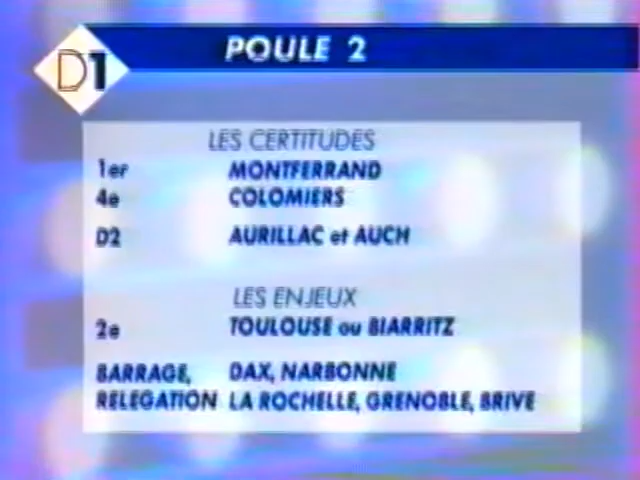 D1
POULE 2
LES CERTITUDES
1er MONTFERRAND
4e COLOMIERS
D2 AURILLAC et AUCH
LES ENJEUX
2e TOULOUSE ou BIARRITZ
BARRAGE, DAX, NARBONNE
RELEGATION LA ROCHELLE, GRENOBLE, BRIVE